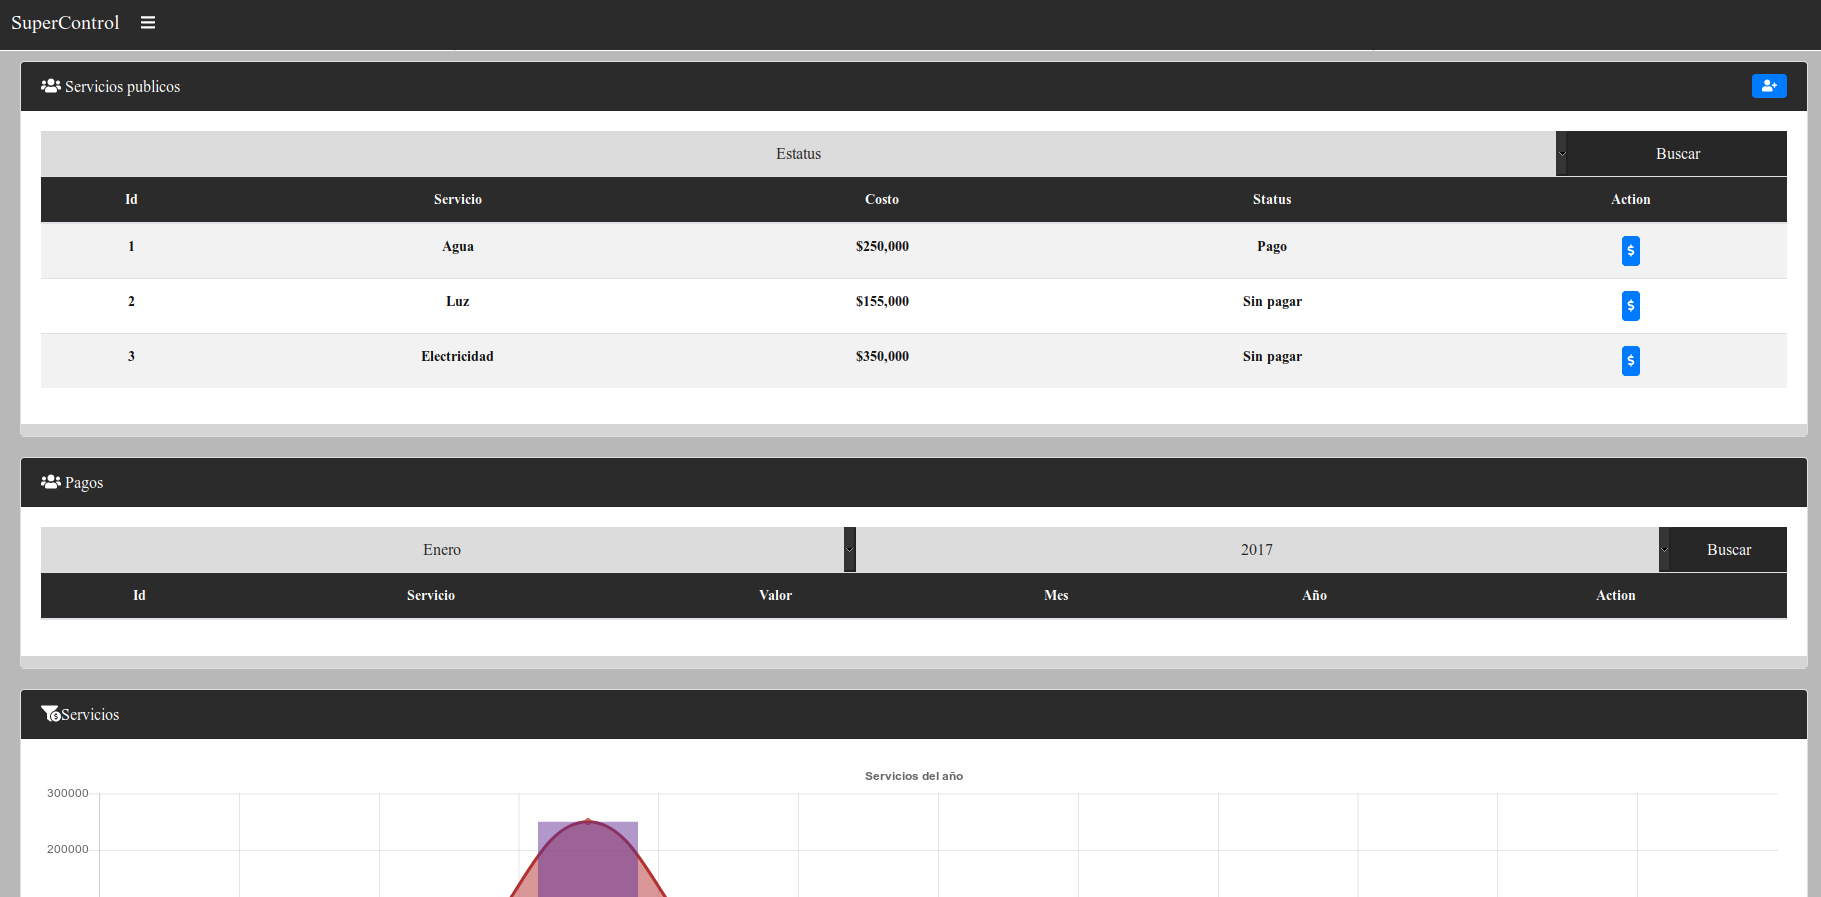 SuperControl
Servicios publicos
Estatus Buscar
Id Servicio Costo Status Action
1 Agua $250,000 Pago $
2 Luz $155,000 Sin pagar $
3 Electricidad $350,000 Sin pagar $
Pagos
Enero 2017 Buscar
Id Servicio Valor Mes Año Action
Servicios
Servicios del año
300000
200000